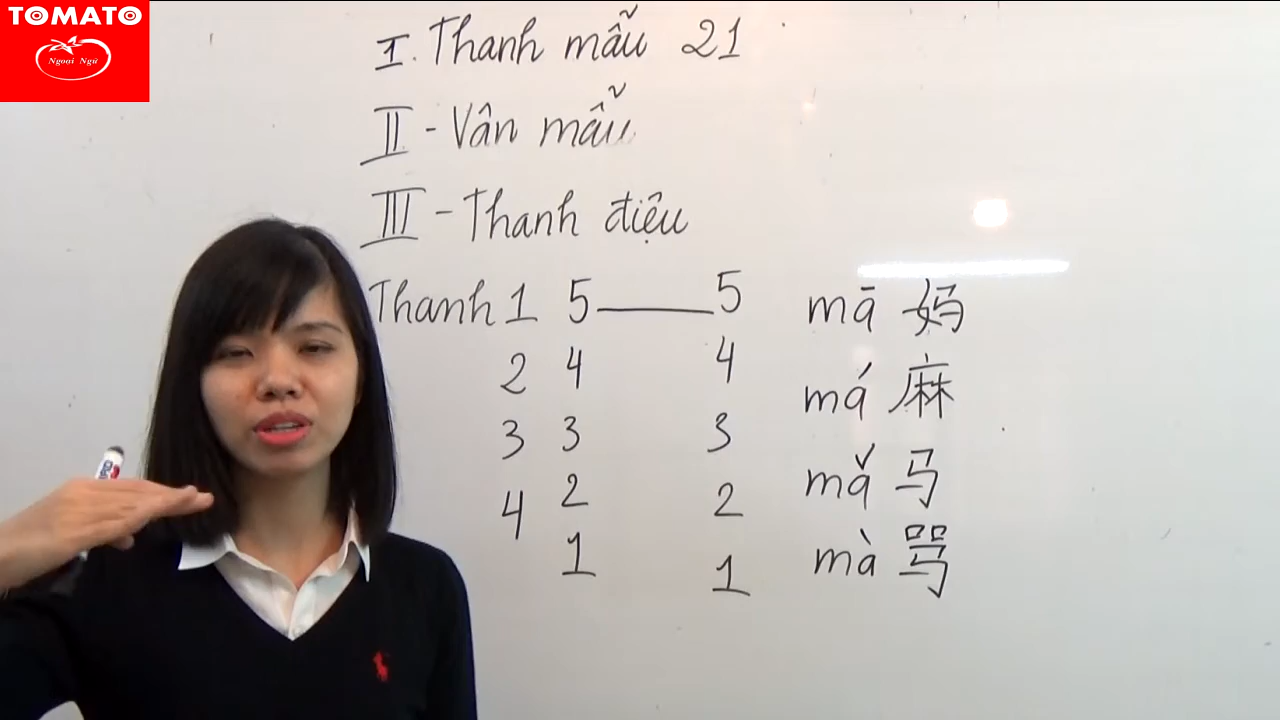 TOMATO
Ngoại Ngữ
I. Thanh mẫu 21
II - Vân mẫu
III - Thanh điệu
Thanh 1 5 5 mā 妈
2 4 4 má 麻
3 3 3 mǎ 马
4 2 2 mà 骂
1 1